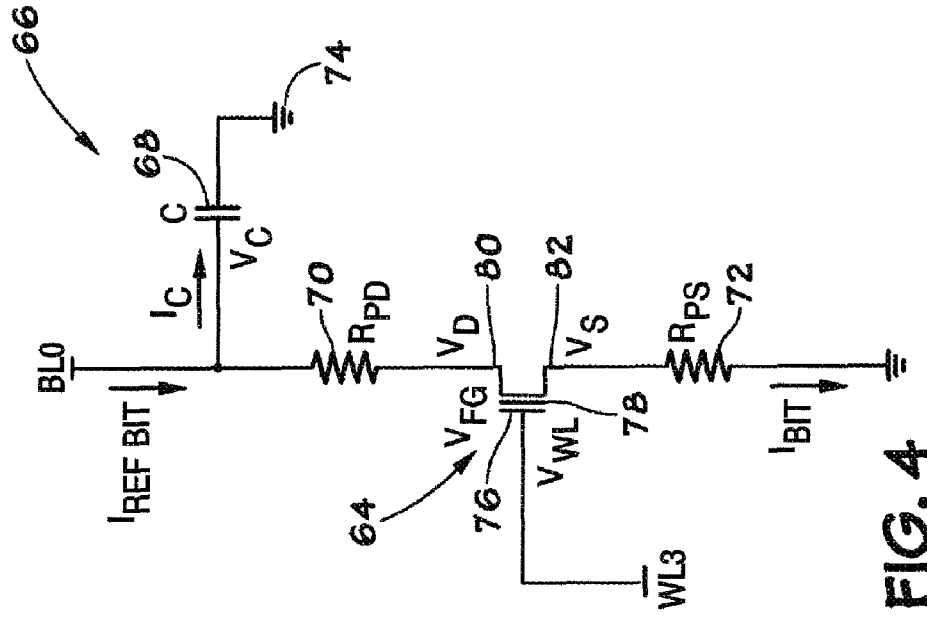 66
BL0
I_REF BIT
I_C
C
68
V_C
74
70
R_PD
V_D
80
V_FG
64
76
V_WL
78
82
V_S
R_PS
72
WL3
I_BIT
FIG. 4